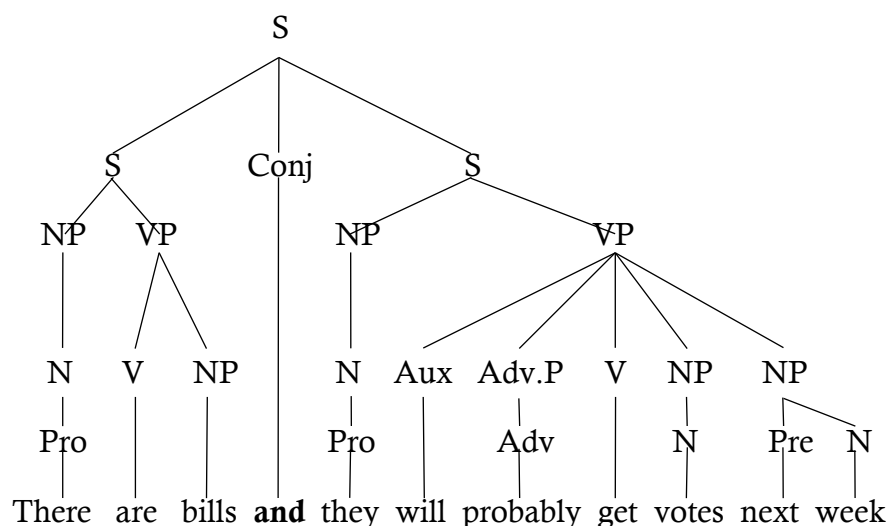 S
S Conj S
NP VP NP VP
N V NP N Aux Adv.P V NP NP
Pro Pro Adv N Pre N
There are bills and they will probably get votes next week